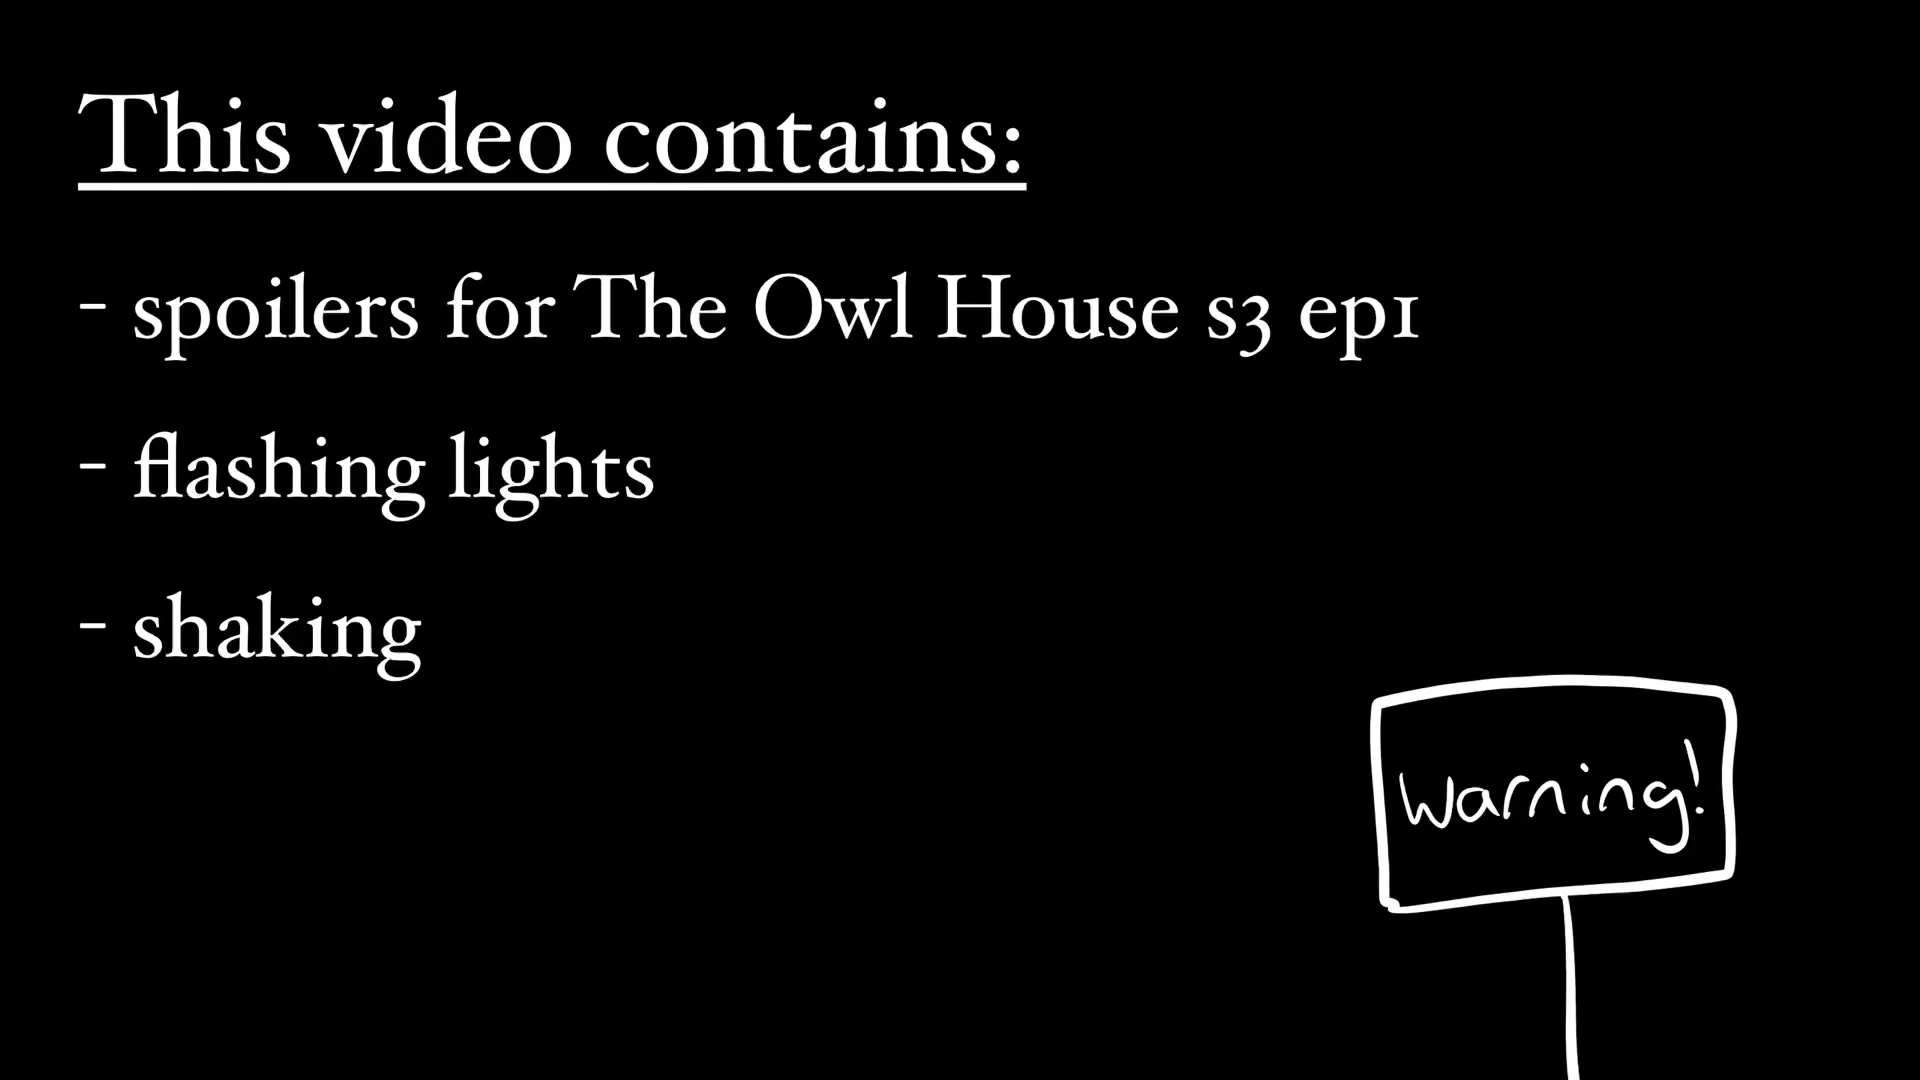 This video contains:
- spoilers for The Owl House s3 ep1
- flashing lights
- shaking
warning!